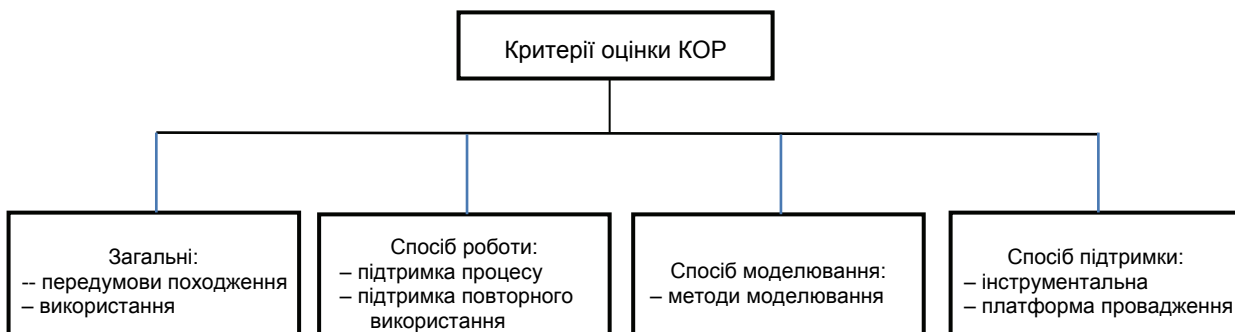 Критерії оцінки КОР
Загальні:
-- передумови походження
– використання
Спосіб роботи:
– підтримка процесу
– підтримка повторного
використання
Спосіб моделювання:
– методи моделювання
Спосіб підтримки:
– інструментальна
– платформа провадження